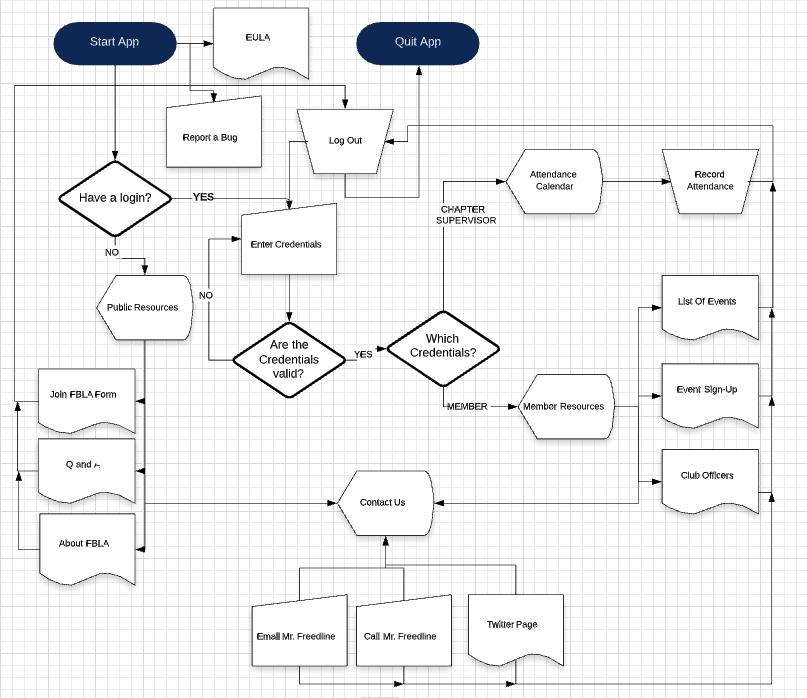 Start App
EULA
Quit App
Report a Bug
Log Out
Have a login?
YES
Attendance
Calendar
Record
Attendance
CHAPTER
SUPERVISOR
NO
Enter Credentials
Public Resources
NO
List Of Events
Are the
Credentials
valid?
YES
Which
Credentials?
Join FBLA Form
MEMBER
Member Resources
Event Sign-Up
Q and
Club Officers
Contact Us
About FBLA
Email Mr. Freedline
Call Mr. Freedline
Twitter Page